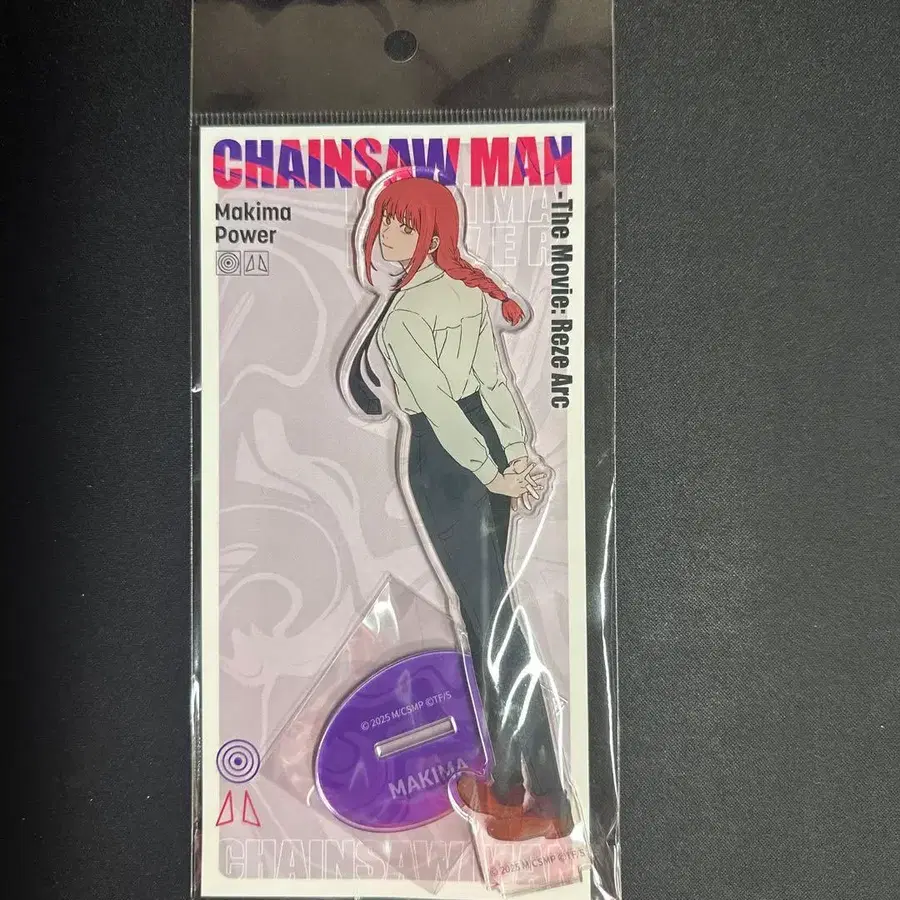 CHAINSAW MAN
-The Movie: Reze Arc
Makima
Power
© 2025 M/CSMP ©TF/S
MAKIMA
© 2025 M/CSMP ©TF/S
CHAINSAW MAN